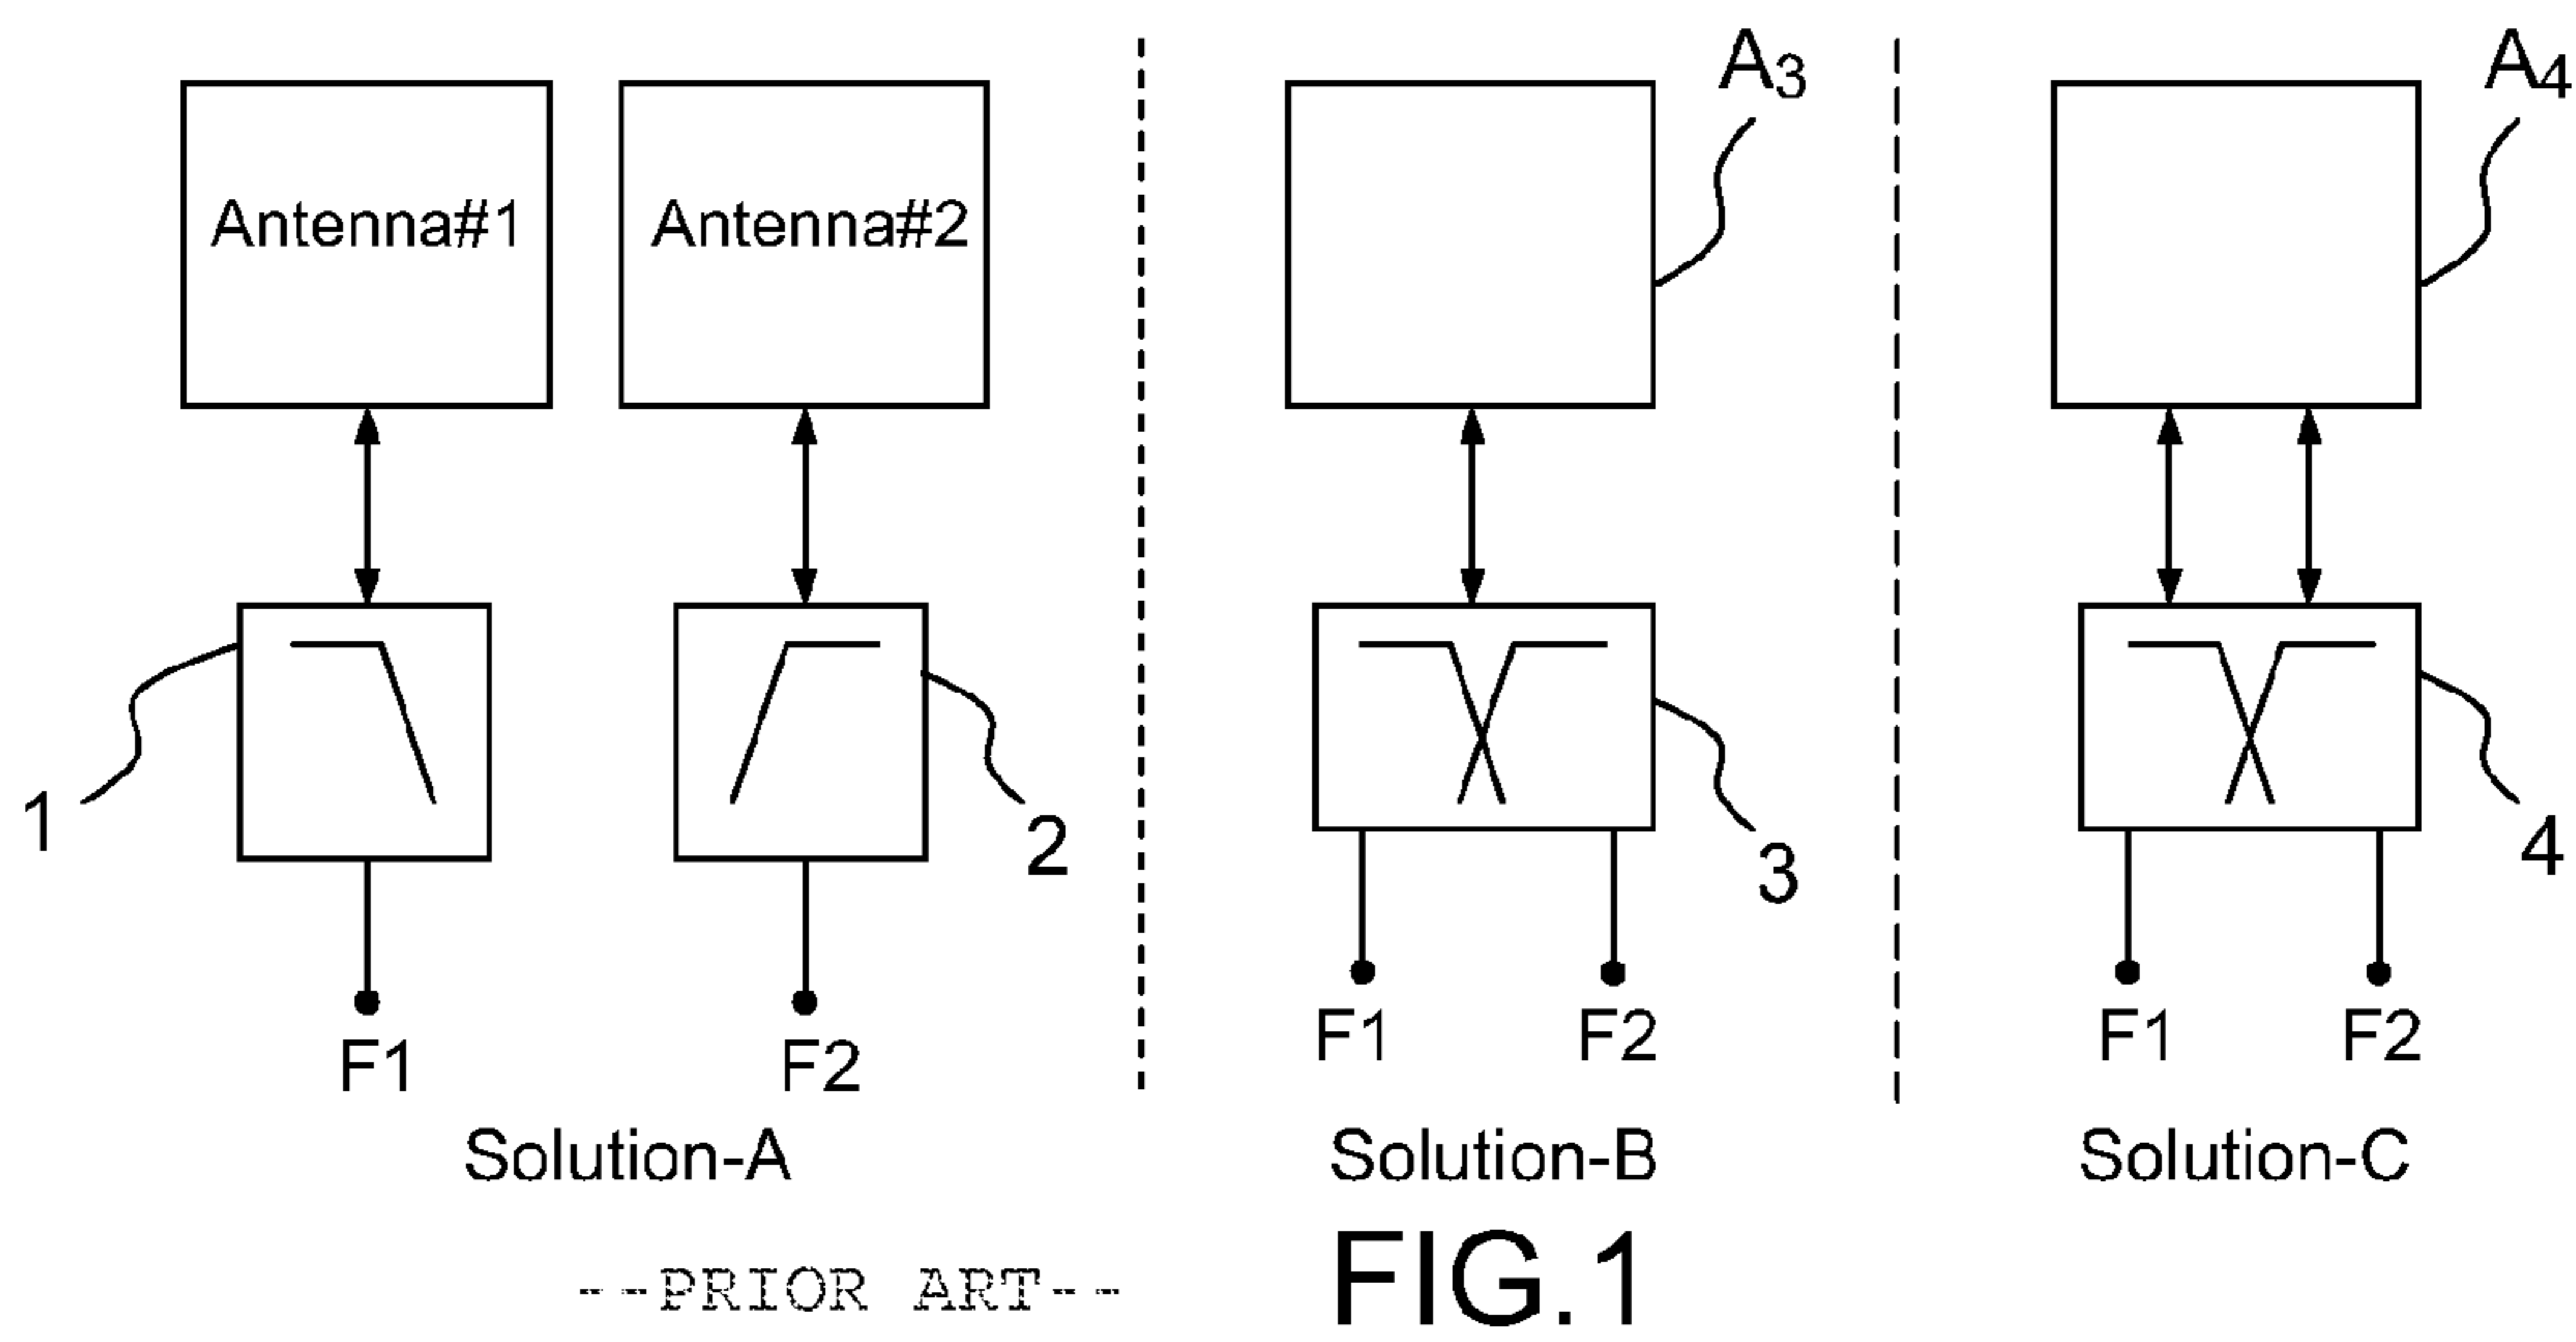 A3
A4
Antenna#1
Antenna#2
1
2
3
4
F1
F2
F1
F2
F1
F2
Solution-A
Solution-B
Solution-C
--PRIOR ART--
FIG.1